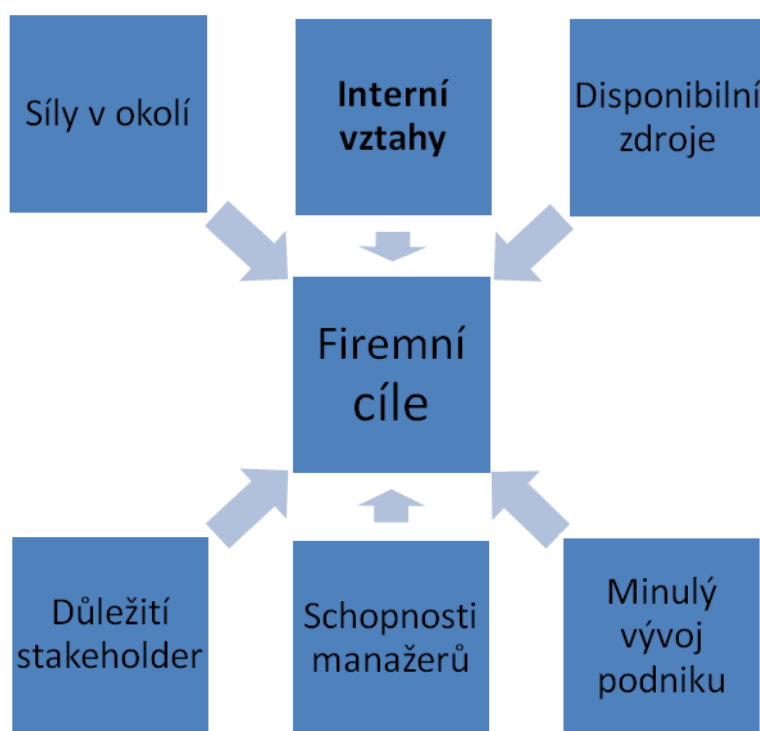 Síly v okolí
Interní
vztahy
Disponibilní
zdroje
Firemní
cíle
Důležití
stakeholder
Schopnosti
manažerů
Minulý
vývoj
podniku